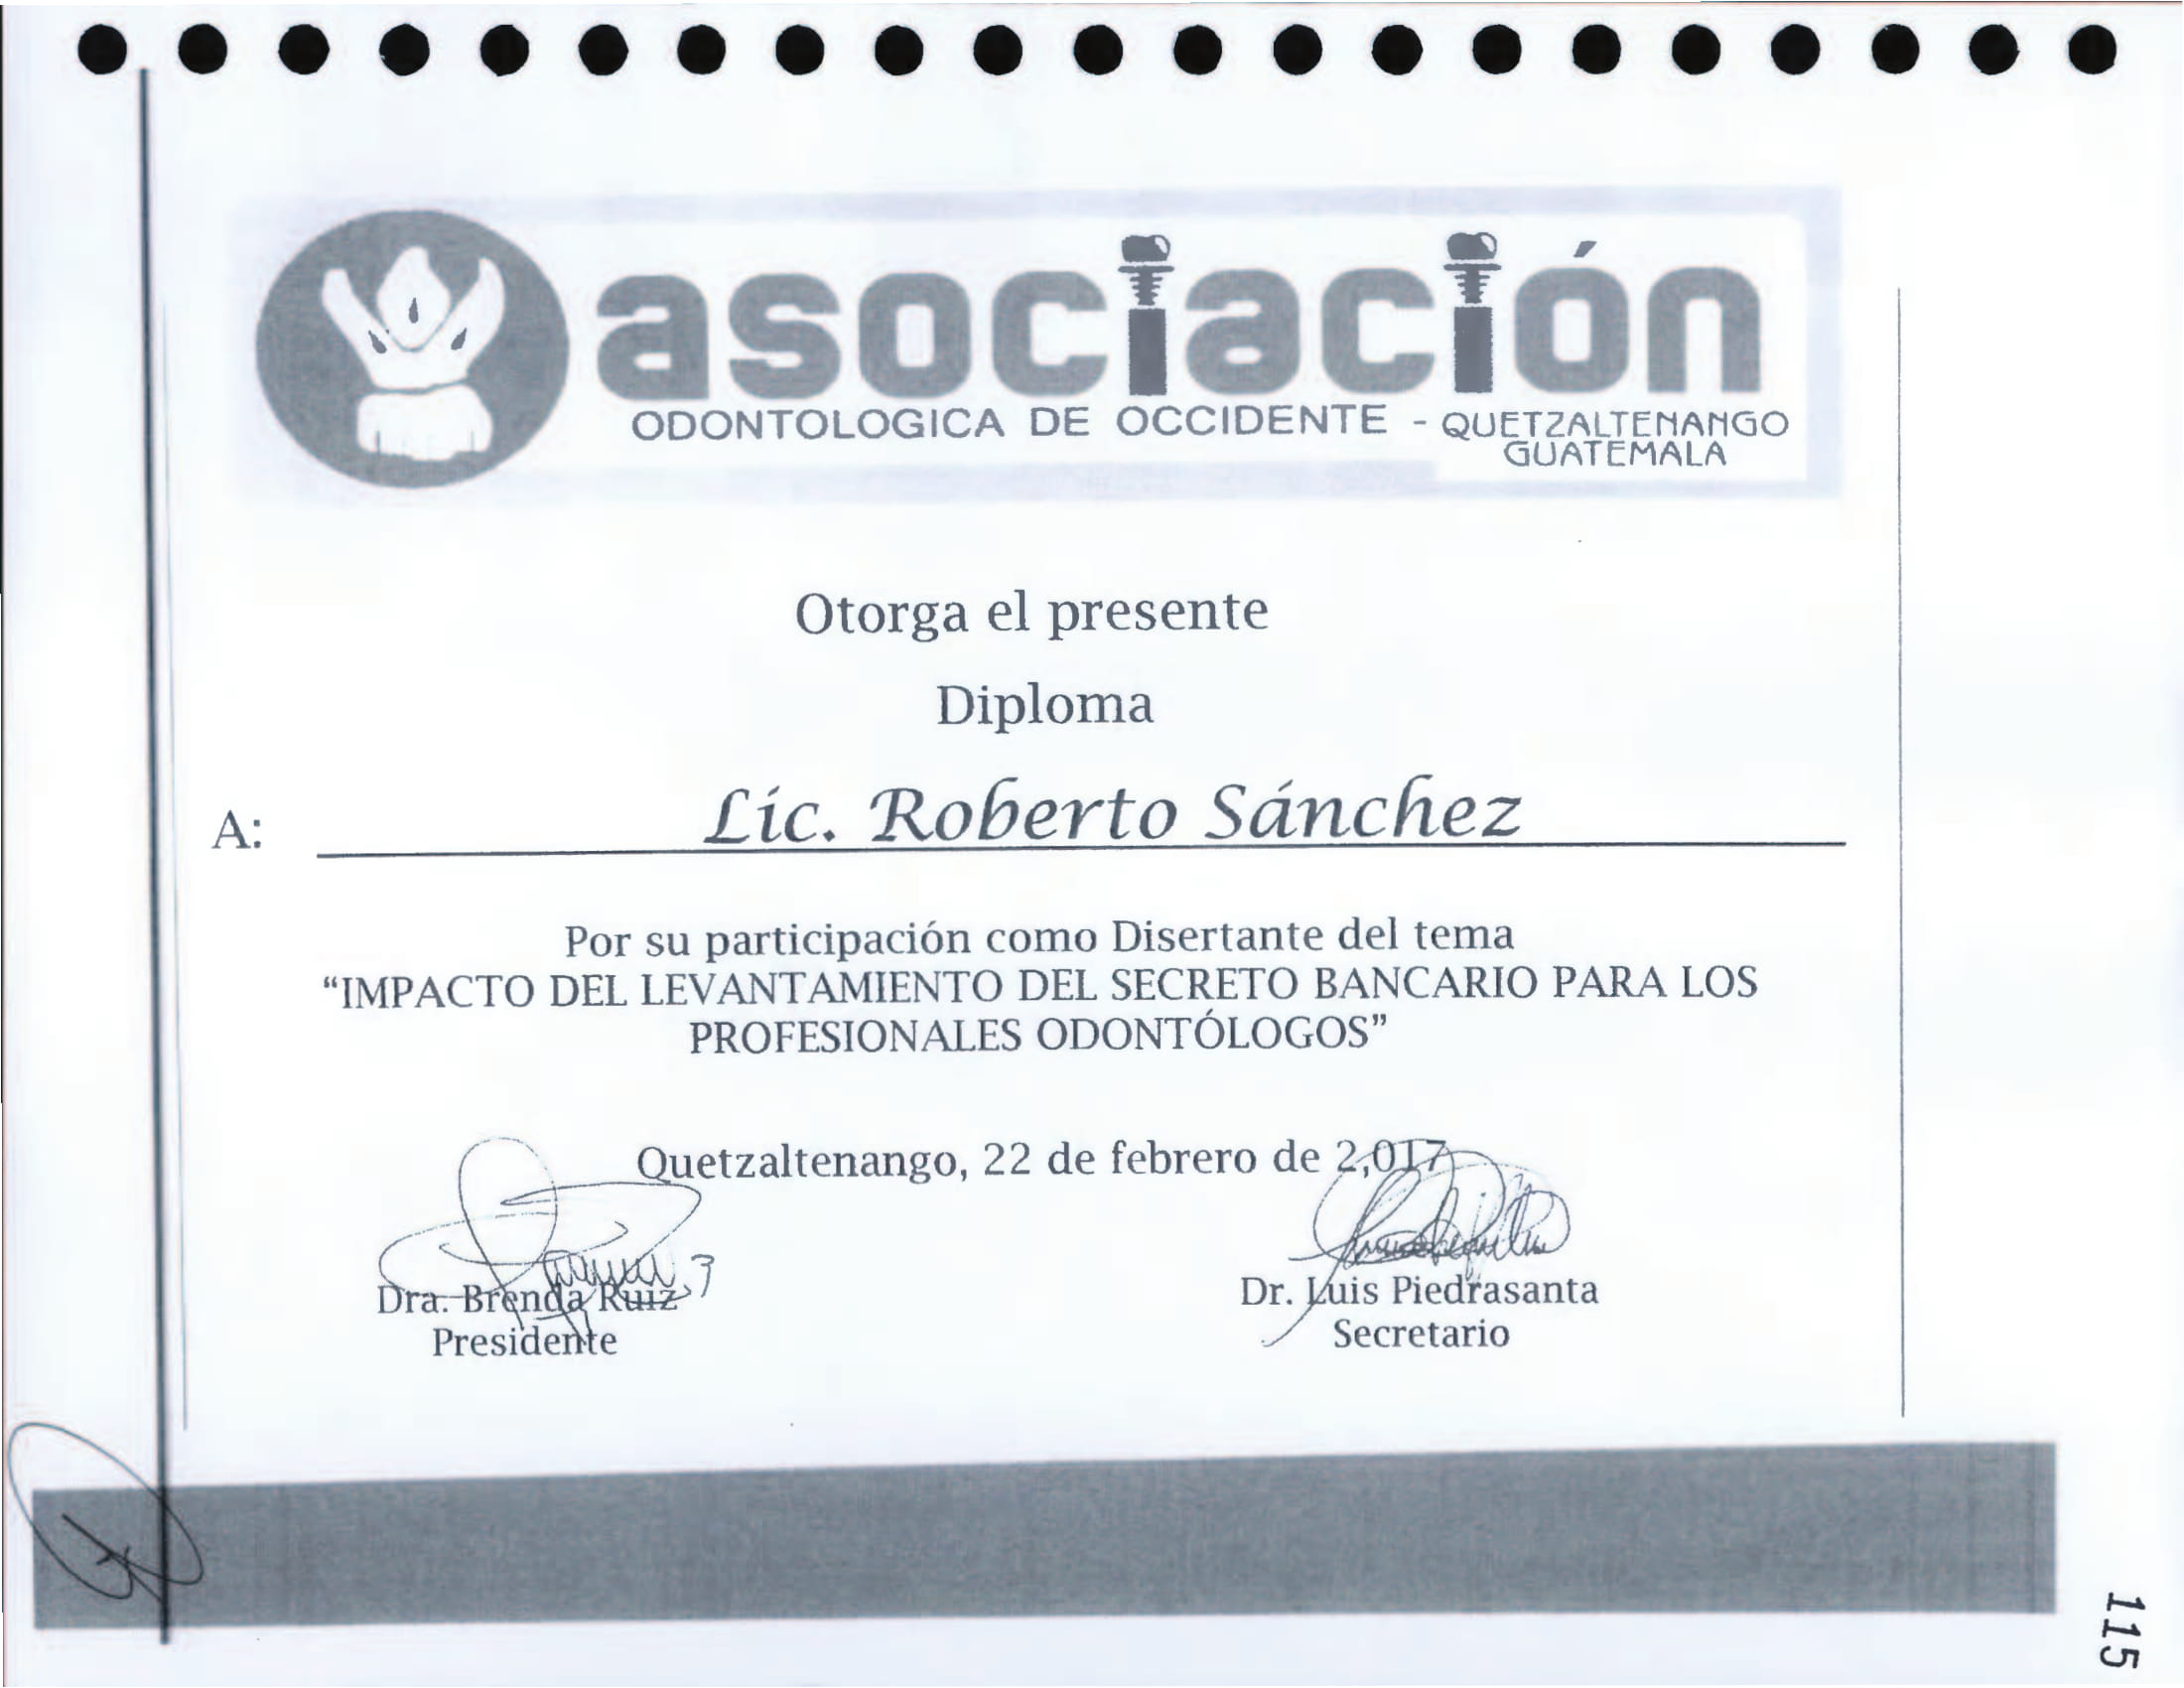 asociación
ODONTOLOGICA DE OCCIDENTE - QUETZALTENANGO
GUATEMALA
Otorga el presente
Diploma
A: Lic. Roberto Sánchez
Por su participación como Disertante del tema
“IMPACTO DEL LEVANTAMIENTO DEL SECRETO BANCARIO PARA LOS
PROFESIONALES ODONTÓLOGOS”
Quetzaltenango, 22 de febrero de 2,017
Dra. Brenda Ruiz
Presidente
Dr. Luis Piedrasanta
Secretario
115